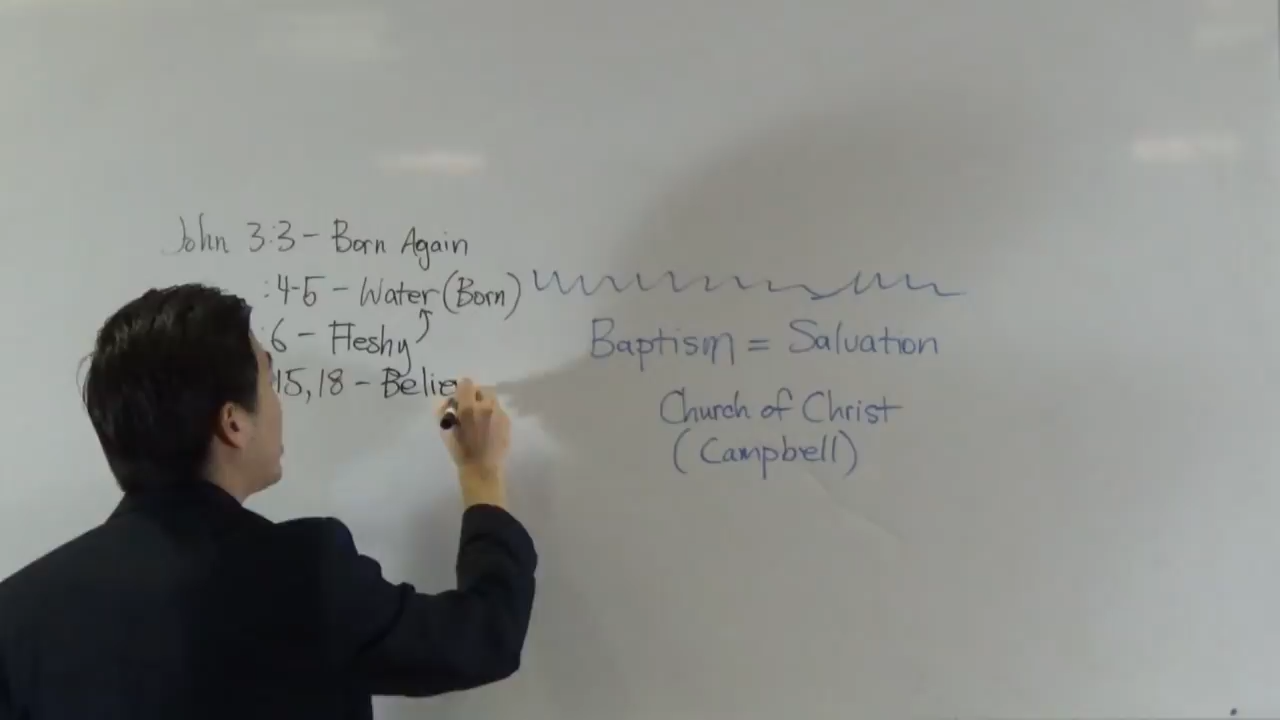 John 3:3 - Born Again
:4-5 - Water (Born)
:6 - Fleshy
15,18 - Belie
Baptism = Salvation
Church of Christ
(Campbell)